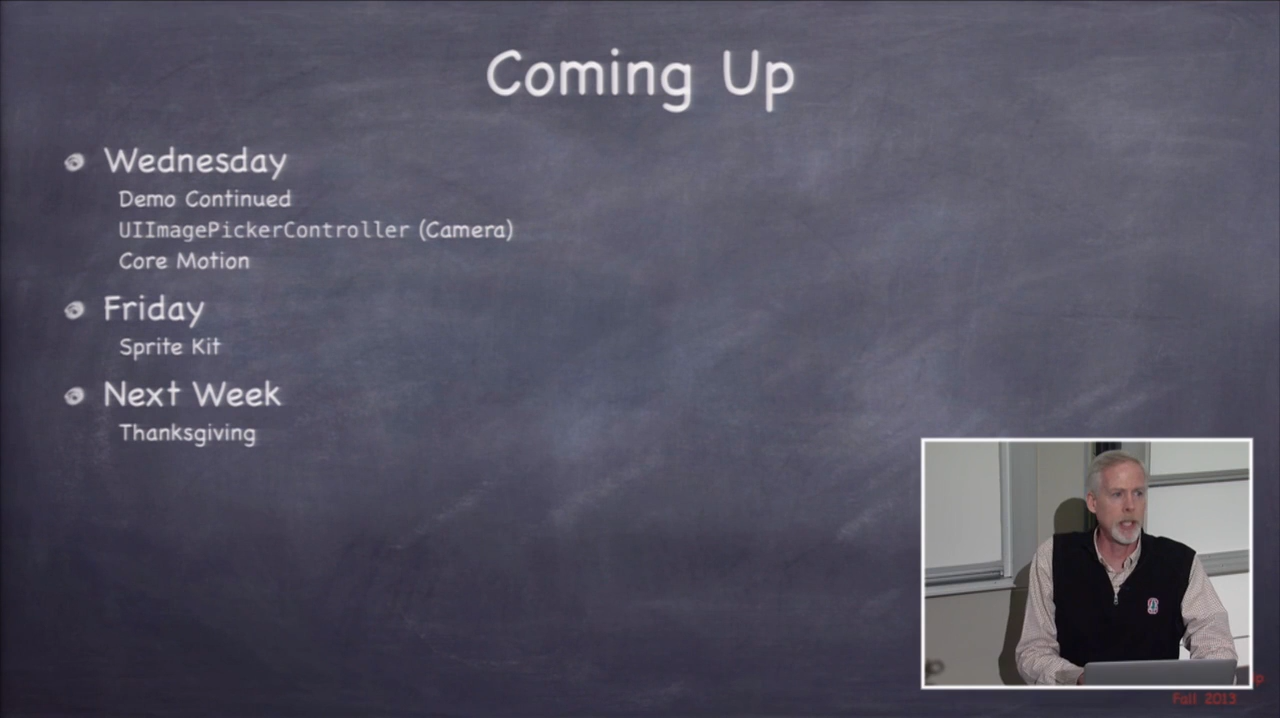 Coming Up
Wednesday
Demo Continued
UIImagePickerController (Camera)
Core Motion
Friday
Sprite Kit
Next Week
Thanksgiving
Fall 2013